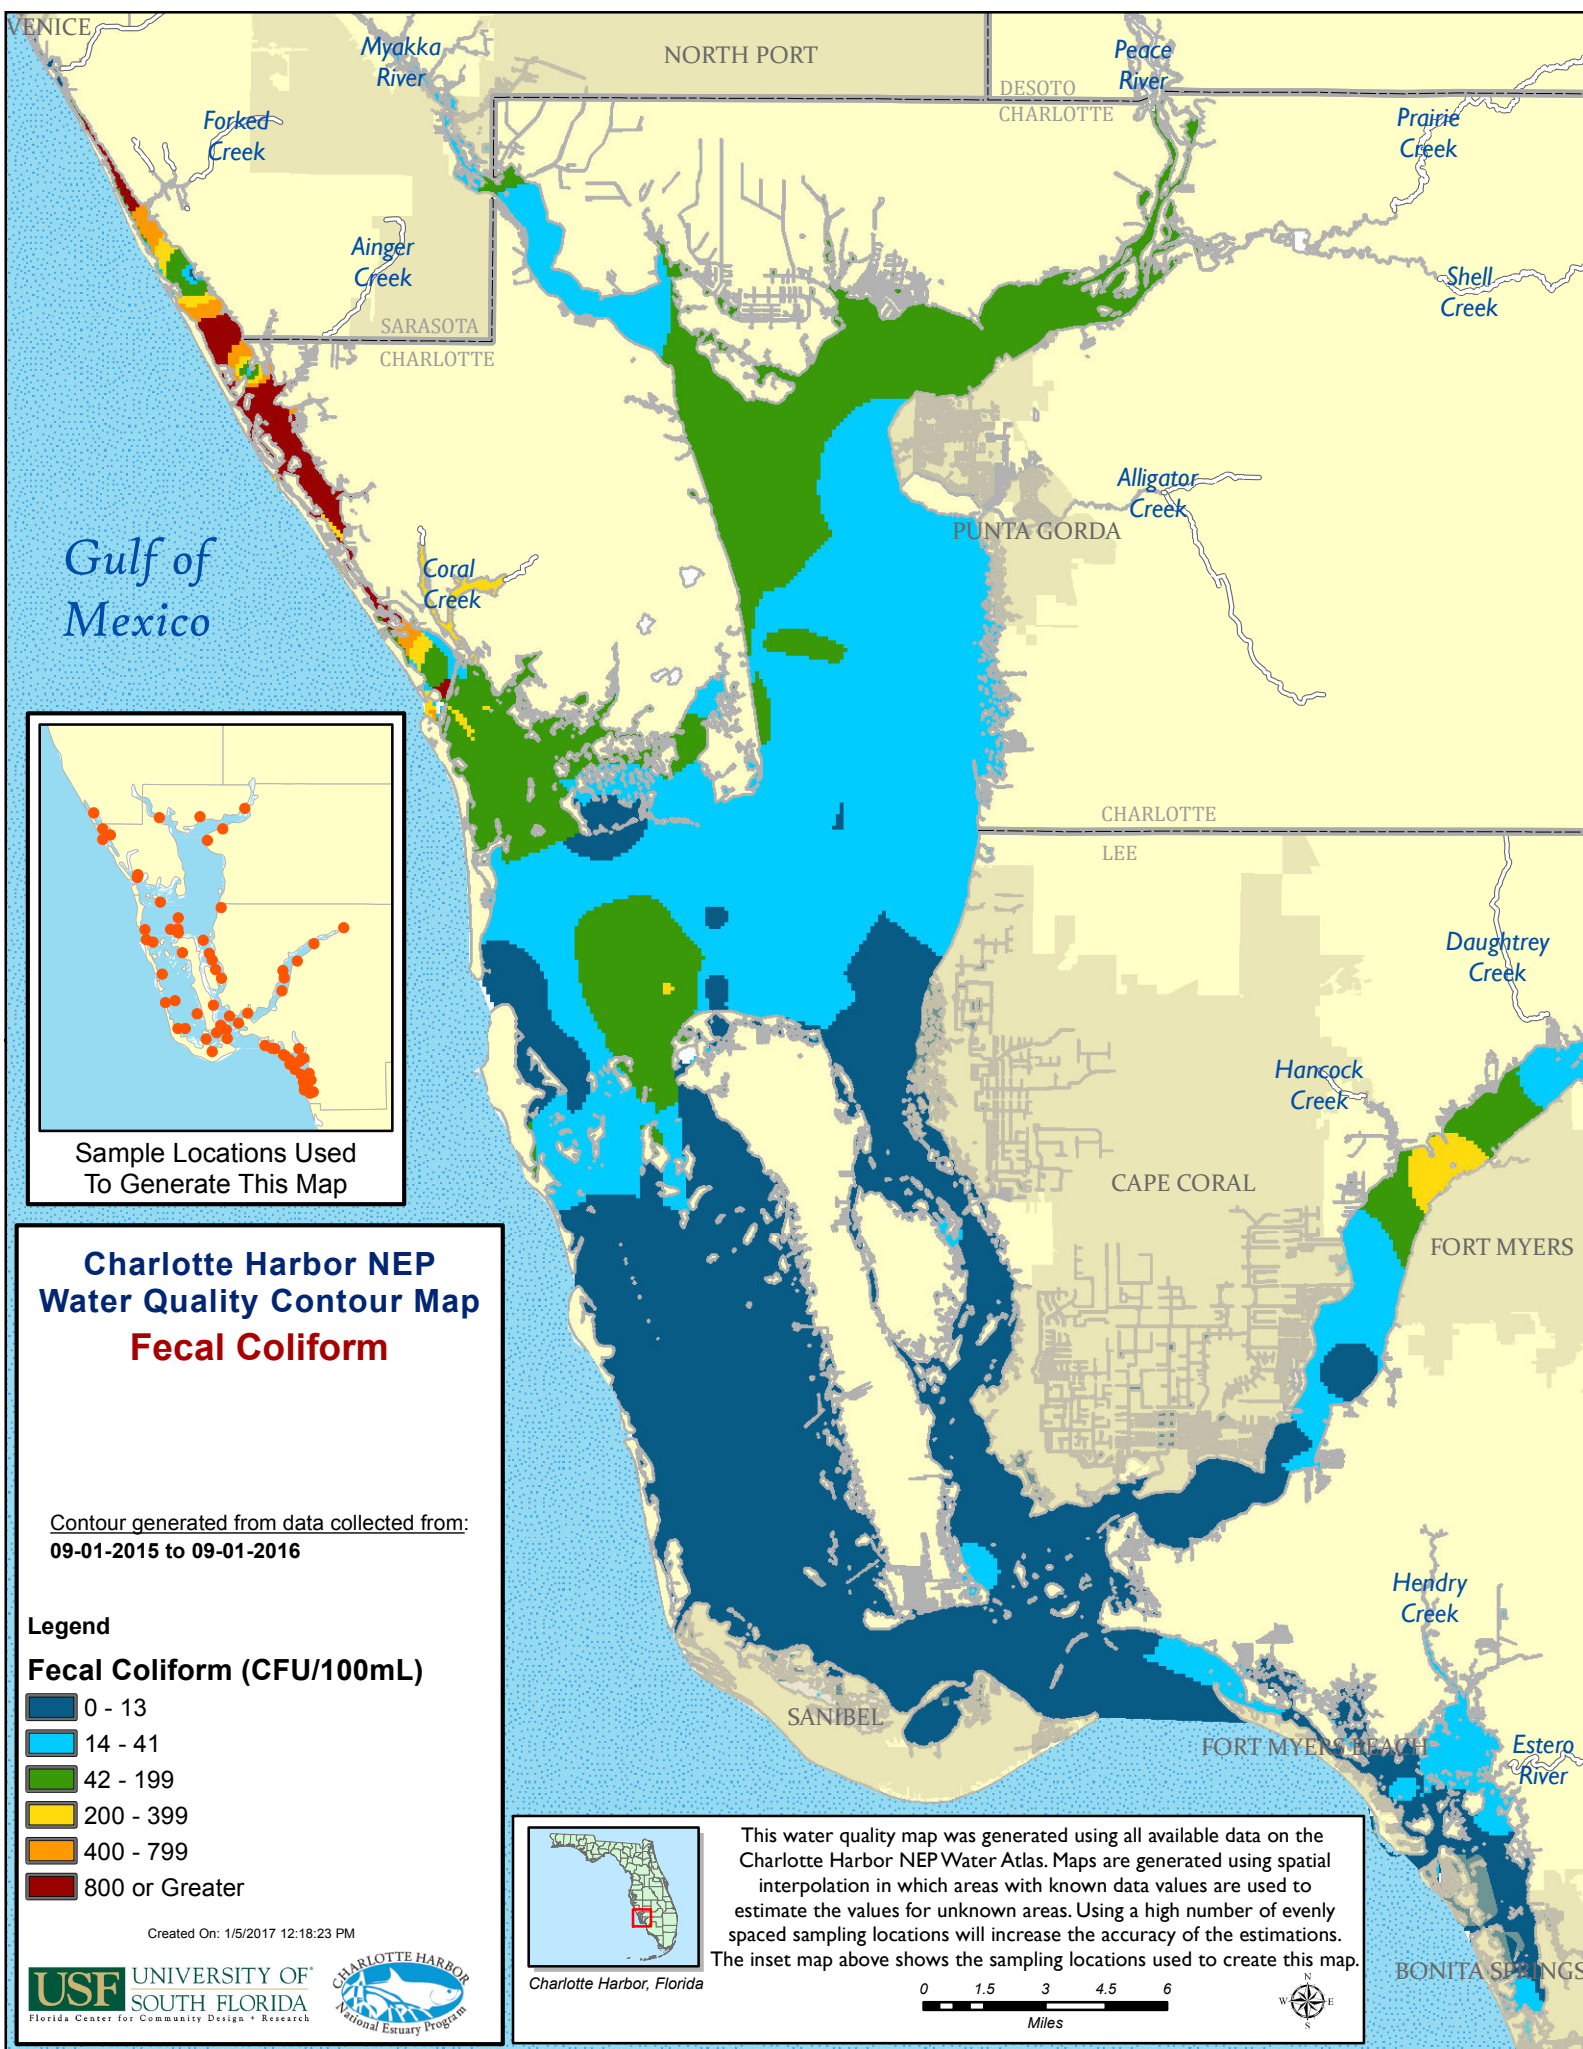 VENICE
Myakka
River
NORTH PORT
Peace
River
DESOTO
CHARLOTTE
Forked
Creek
Prairie
Creek
Ainger
Creek
Shell
Creek
SARASOTA
CHARLOTTE
Alligator
Creek
PUNTA GORDA
Gulf of
Mexico
Coral
Creek
CHARLOTTE
LEE
Daughtrey
Creek
Hancock
Creek
CAPE CORAL
FORT MYERS
Sample Locations Used
To Generate This Map
Charlotte Harbor NEP
Water Quality Contour Map
Fecal Coliform
Contour generated from data collected from:
09-01-2015 to 09-01-2016
Hendry
Creek
SANIBEL
FORT MYERS BEACH
Estero
River
BONITA SPRINGS
Legend
Fecal Coliform (CFU/100mL)
0 - 13
14 - 41
42 - 199
200 - 399
400 - 799
800 or Greater
Created On: 1/5/2017 12:18:23 PM
USF UNIVERSITY OF
SOUTH FLORIDA
Florida Center for Community Design + Research
CHARLOTTE HARBOR
National Estuary Program
Charlotte Harbor, Florida
This water quality map was generated using all available data on the
Charlotte Harbor NEP Water Atlas. Maps are generated using spatial
interpolation in which areas with known data values are used to
estimate the values for unknown areas. Using a high number of evenly
spaced sampling locations will increase the accuracy of the estimations.
The inset map above shows the sampling locations used to create this map.
0 1.5 3 4.5 6
Miles
N
W E
S